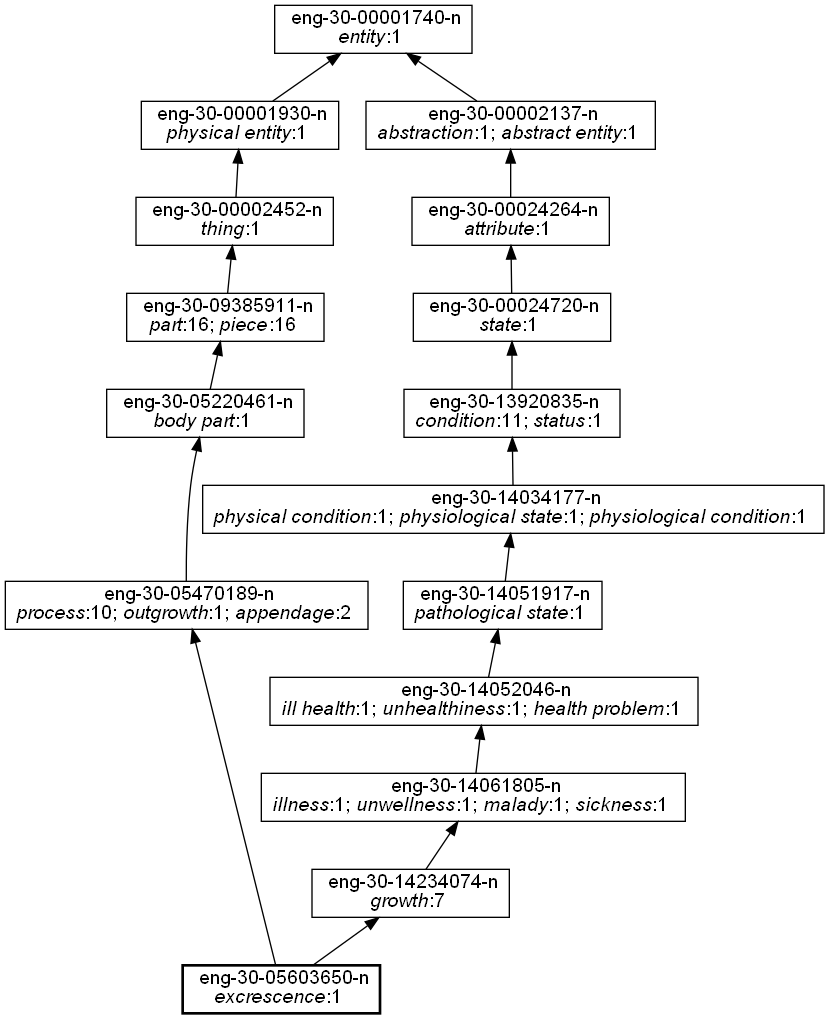 eng-30-00001740-n
entity:1
eng-30-00001930-n
physical entity:1
eng-30-00002137-n
abstraction:1; abstract entity:1
eng-30-00002452-n
thing:1
eng-30-00024264-n
attribute:1
eng-30-09385911-n
part:16; piece:16
eng-30-00024720-n
state:1
eng-30-05220461-n
body part:1
eng-30-13920835-n
condition:11; status:1
eng-30-14034177-n
physical condition:1; physiological state:1; physiological condition:1
eng-30-05470189-n
process:10; outgrowth:1; appendage:2
eng-30-14051917-n
pathological state:1
eng-30-14052046-n
ill health:1; unhealthiness:1; health problem:1
eng-30-14061805-n
illness:1; unwellness:1; malady:1; sickness:1
eng-30-14234074-n
growth:7
eng-30-05603650-n
excrescence:1